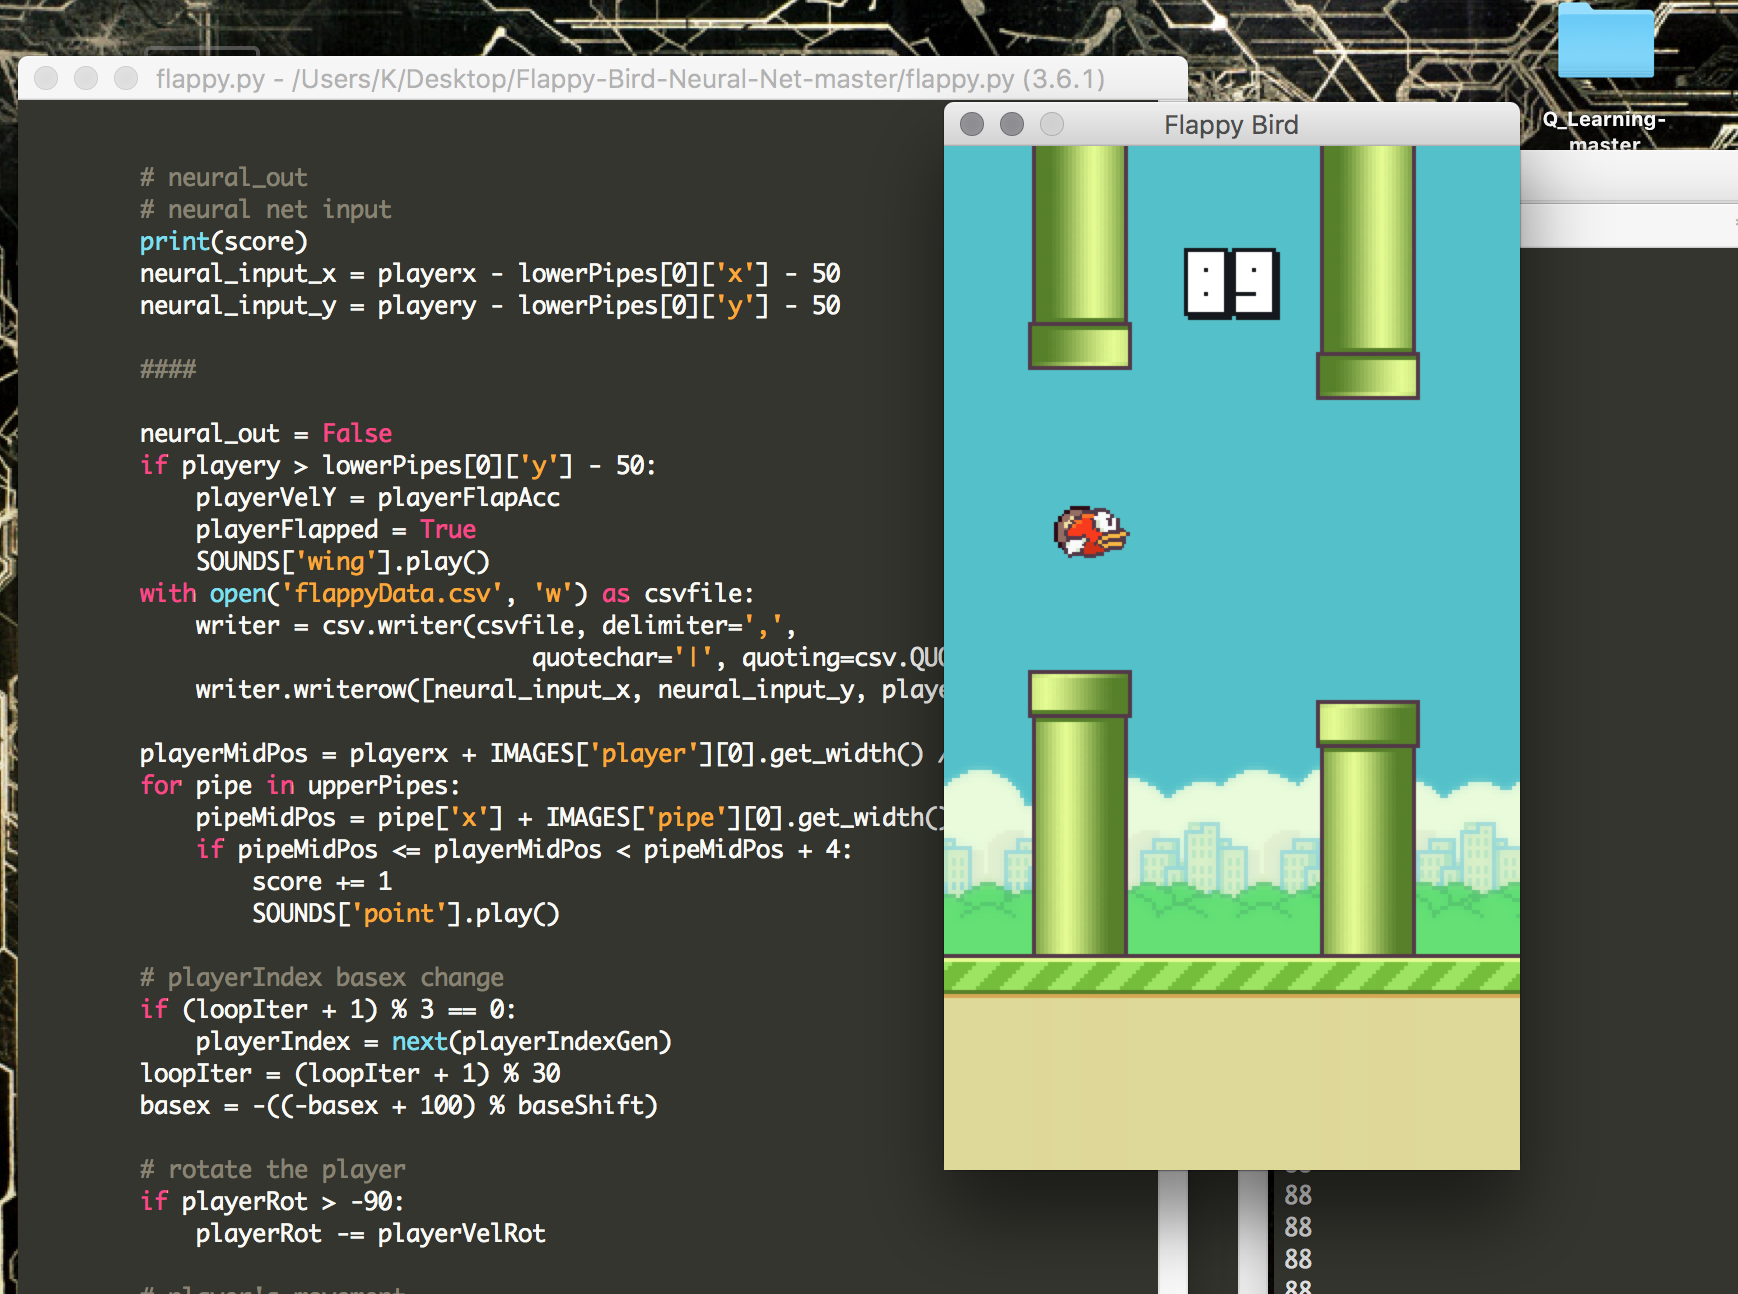 flappy.py - /Users/K/Desktop/Flappy-Bird-Neural-Net-master/flappy.py (3.6.1)
# neural_out
# neural net input
print(score)
neural_input_x = playerx - lowerPipes[0]['x'] - 50
neural_input_y = playery - lowerPipes[0]['y'] - 50
####
neural_out = False
if playery > lowerPipes[0]['y'] - 50:
playerVelY = playerFlapAcc
playerFlapped = True
SOUNDS['wing'].play()
with open('flappyData.csv', 'w') as csvfile:
writer = csv.writer(csvfile, delimiter=',',
quotechar='|', quoting=csv.QUO
writer.writerow([neural_input_x, neural_input_y, playe
playerMidPos = playerx + IMAGES['player'][0].get_width() /
for pipe in upperPipes:
pipeMidPos = pipe['x'] + IMAGES['pipe'][0].get_width()
if pipeMidPos <= playerMidPos < pipeMidPos + 4:
score += 1
SOUNDS['point'].play()
# playerIndex basex change
if (loopIter + 1) % 3 == 0:
playerIndex = next(playerIndexGen)
loopIter = (loopIter + 1) % 30
basex = -((-basex + 100) % baseShift)
# rotate the player
if playerRot > -90:
playerRot -= playerVelRot
# player's movement
Flappy Bird
89
Q_Learning-
master
88
88
88
88